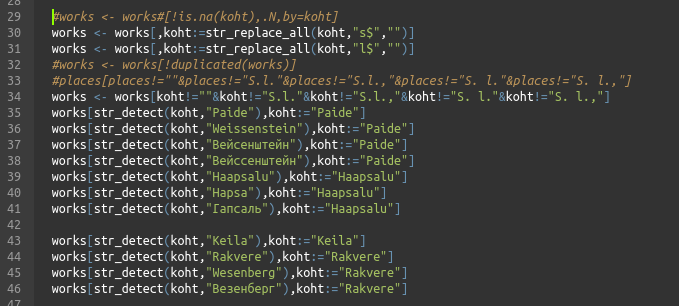 28
29 #works <- works#[!is.na(koht),.N,by=koht]
30 works <- works[,koht:=str_replace_all(koht,"s$","")]
31 works <- works[,koht:=str_replace_all(koht,"l$","")]
32 #works <- works[!duplicated(works)]
33 #places[places!=""&places!="S.l."&places!="S.l.,"&places!="S. l."&places!="S. l.,"]
34 works <- works[koht!=""&koht!="S.l."&koht!="S.l.,"&koht!="S. l."&koht!="S. l.,"]
35 works[str_detect(koht,"Paide"),koht:="Paide"]
36 works[str_detect(koht,"Weissenstein"),koht:="Paide"]
37 works[str_detect(koht,"Вейсенштейн"),koht:="Paide"]
38 works[str_detect(koht,"Вейссенштейн"),koht:="Paide"]
39 works[str_detect(koht,"Haapsalu"),koht:="Haapsalu"]
40 works[str_detect(koht,"Hapsa"),koht:="Haapsalu"]
41 works[str_detect(koht,"Гапсаль"),koht:="Haapsalu"]
42
43 works[str_detect(koht,"Keila"),koht:="Keila"]
44 works[str_detect(koht,"Rakvere"),koht:="Rakvere"]
45 works[str_detect(koht,"Wesenberg"),koht:="Rakvere"]
46 works[str_detect(koht,"Везенберг"),koht:="Rakvere"]
47